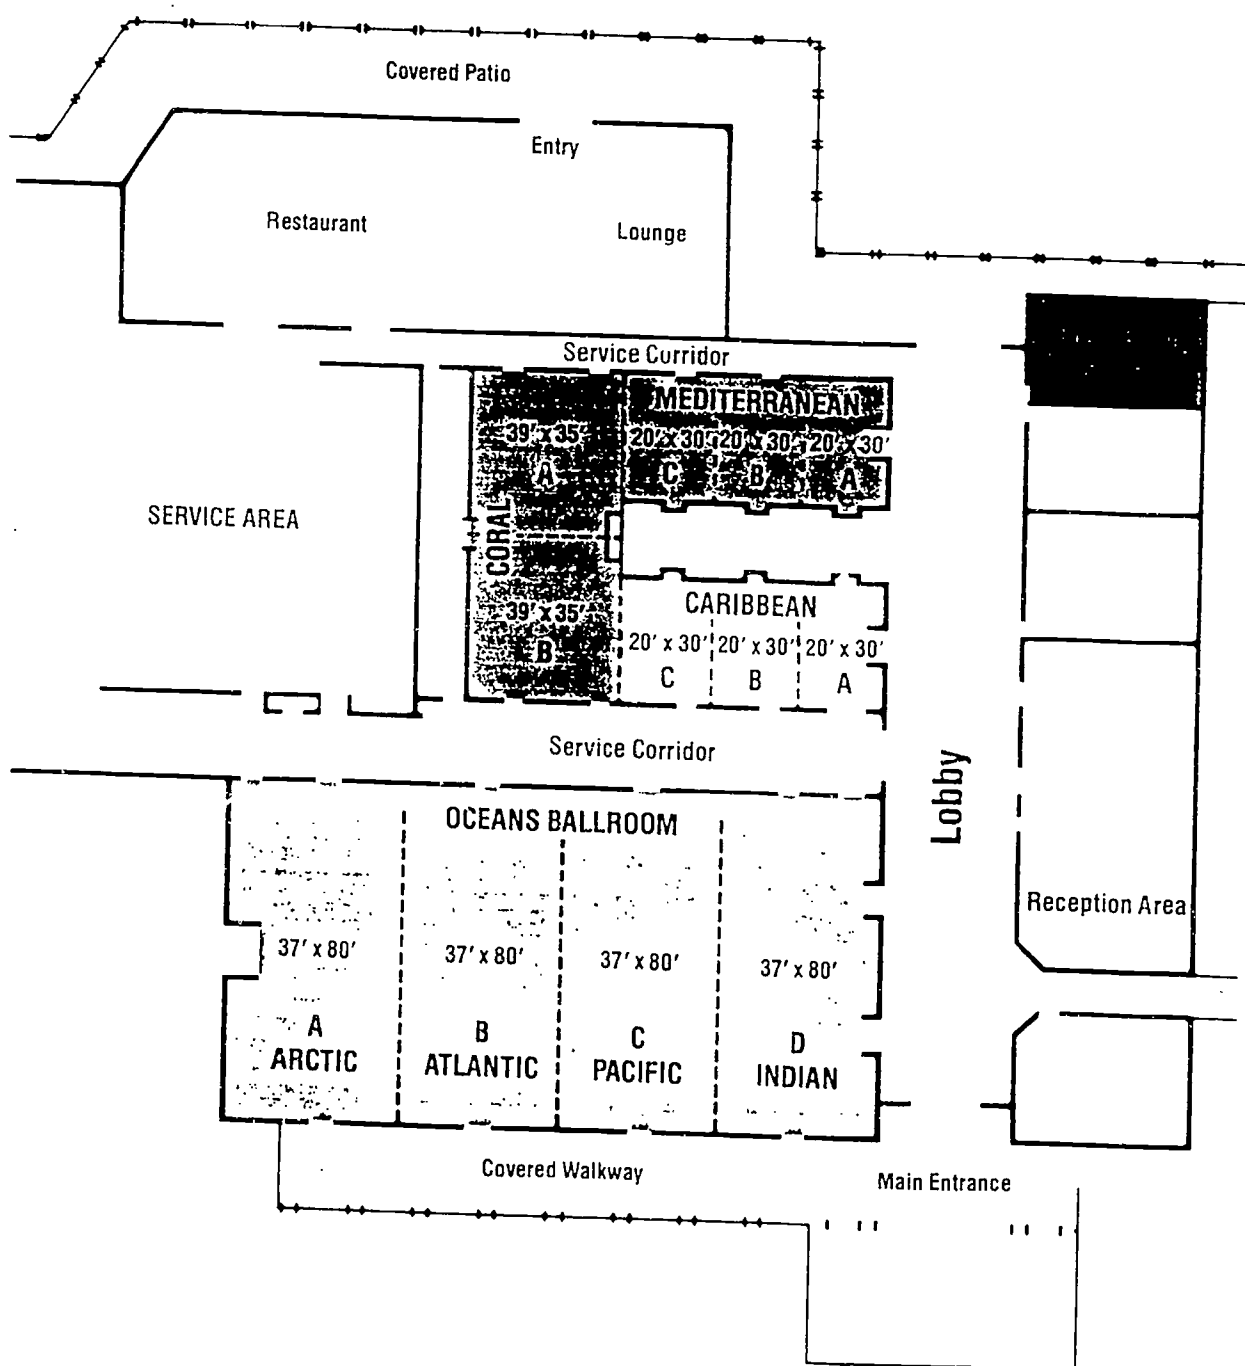 Covered Patio
Entry
Restaurant
Lounge
Service Curridor
MEDITERRANEAN
39' x 35'
20' x 30'
20' x 30'
20' x 30'
A
C
B
A
SERVICE AREA
CORAL
CARIBBEAN
39' x 35'
20' x 30'
20' x 30'
20' x 30'
B
C
B
A
Service Corridor
Lobby
OCEANS BALLROOM
Reception Area
37' x 80'
37' x 80'
37' x 80'
37' x 80'
A
ARCTIC
B
ATLANTIC
C
PACIFIC
D
INDIAN
Covered Walkway
Main Entrance